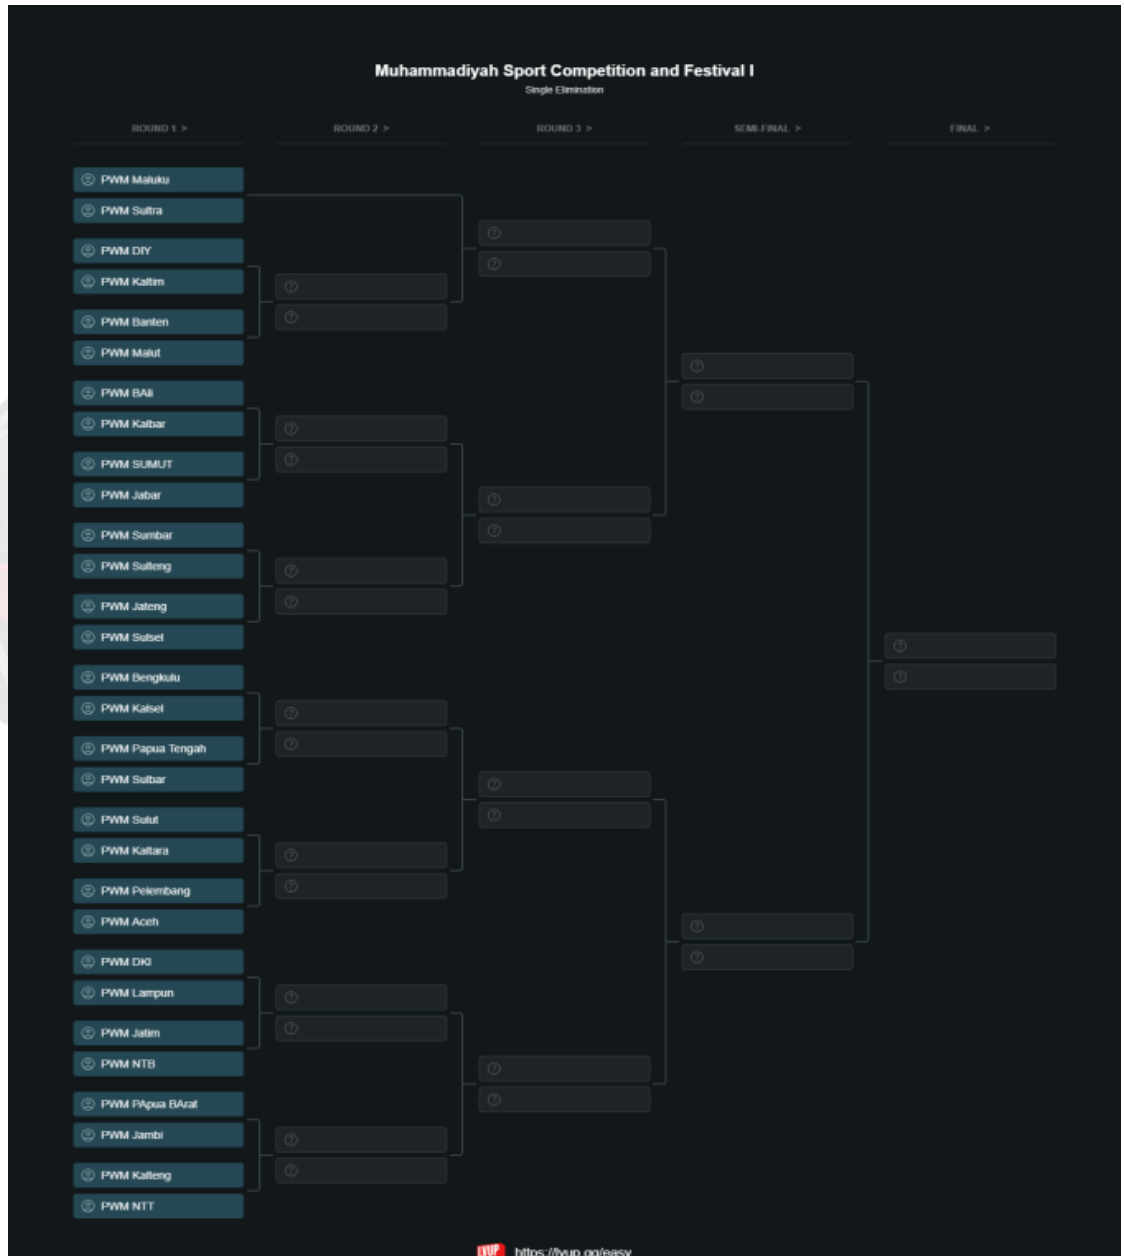 Muhammadiyah Sport Competition and Festival I
Single Elimination
ROUND 1 > ROUND 2 > ROUND 3 > SEMI-FINAL > FINAL >
PWM Maluku
PWM Sultra
PWM DIY
PWM Kaltim
PWM Banten
PWM Malut
PWM BAli
PWM Kalbar
PWM SUMUT
PWM Jabar
PWM Sumbar
PWM Sulteng
PWM Jateng
PWM Sulsel
PWM Bengkulu
PWM Kalsel
PWM Papua Tengah
PWM Sulbar
PWM Sulut
PWM Kaltara
PWM Pelembang
PWM Aceh
PWM DKI
PWM Lampun
PWM Jatim
PWM NTB
PWM PApua BArat
PWM Jambi
PWM Kalteng
PWM NTT
LVUP https://lvup.gg/easy